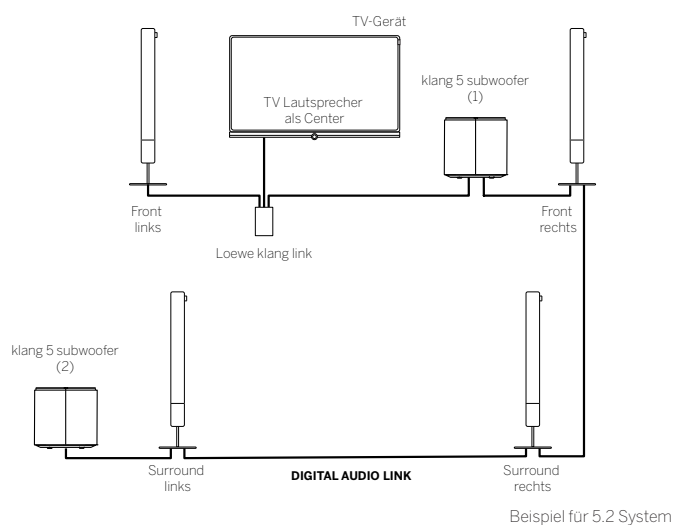 TV-Gerät
TV Lautsprecher
als Center
klang 5 subwoofer
(1)
Front
links
Front
rechts
Loewe klang link
klang 5 subwoofer
(2)
Surround
links
DIGITAL AUDIO LINK
Surround
rechts
Beispiel für 5.2 System